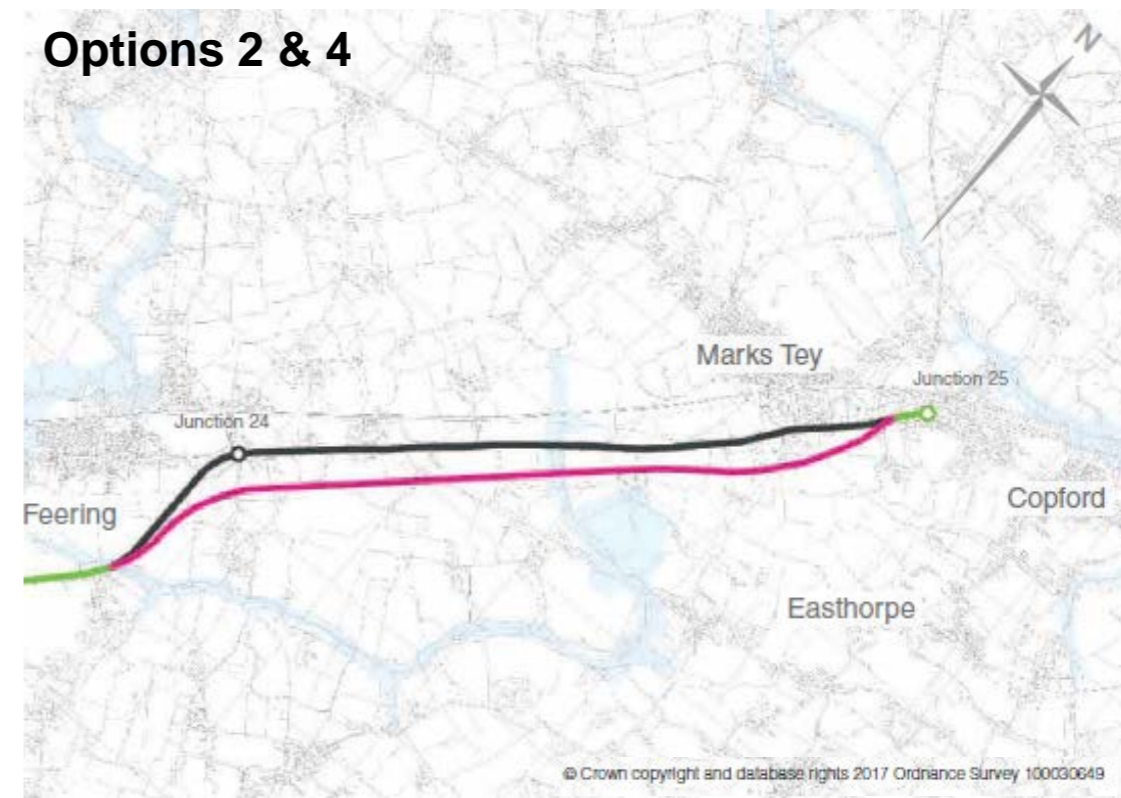 Options 2 & 4
N
Marks Tey
Junction 25
Junction 24
Copford
Feering
Easthorpe
© Crown copyright and database rights 2017 Ordnance Survey 100030649